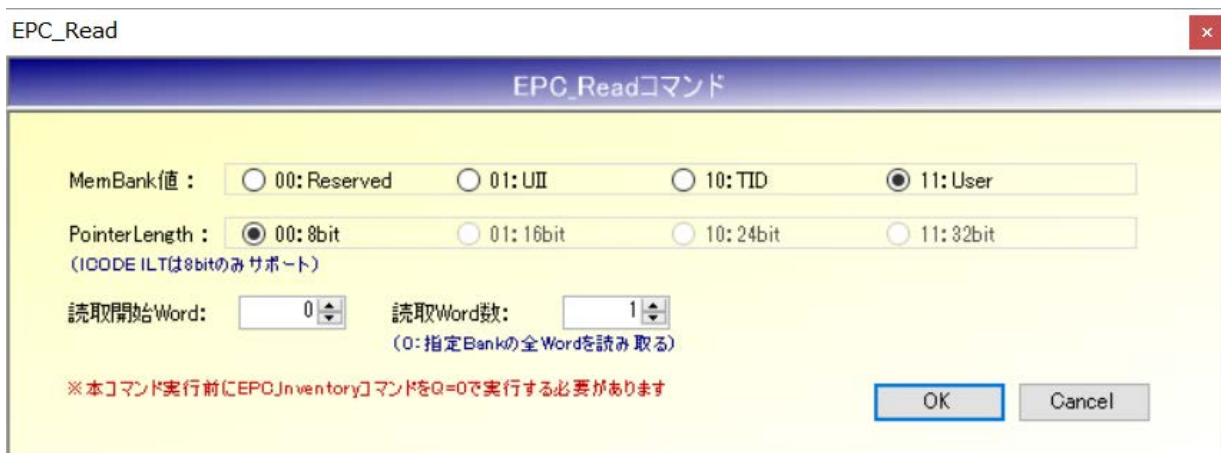 EPC_Read
×
EPC_Readコマンド
MemBank値： 00:Reserved 01:UII 10:TID 11:User
PointerLength： 00:8bit 01:16bit 10:24bit 11:32bit
(ICODE ILTは8bitのみサポート)
読取開始Word: 0 読取Word数: 1
(0:指定Bankの全Wordを読み取る)
※本コマンド実行前にEPC_InventoryコマンドをQ=0で実行する必要があります
OK Cancel